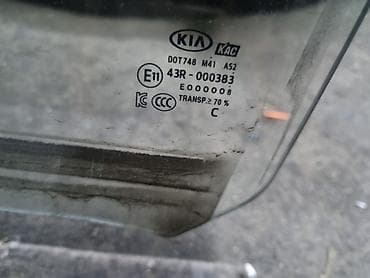 KIA KAC
DOT748 M41 AS2
E11 43R-000383
E000008
CCC TRANSP.≥70%
C